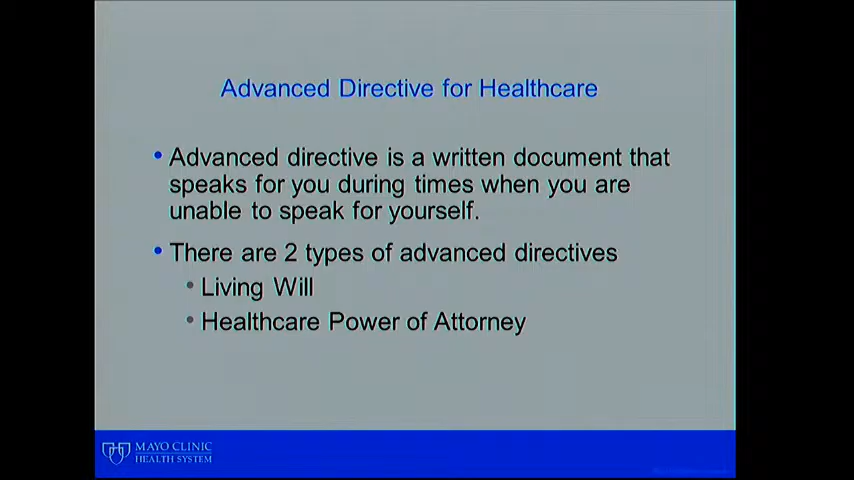 Advanced Directive for Healthcare
• Advanced directive is a written document that
speaks for you during times when you are
unable to speak for yourself.
• There are 2 types of advanced directives
• Living Will
• Healthcare Power of Attorney
MAYO CLINIC
HEALTH SYSTEM